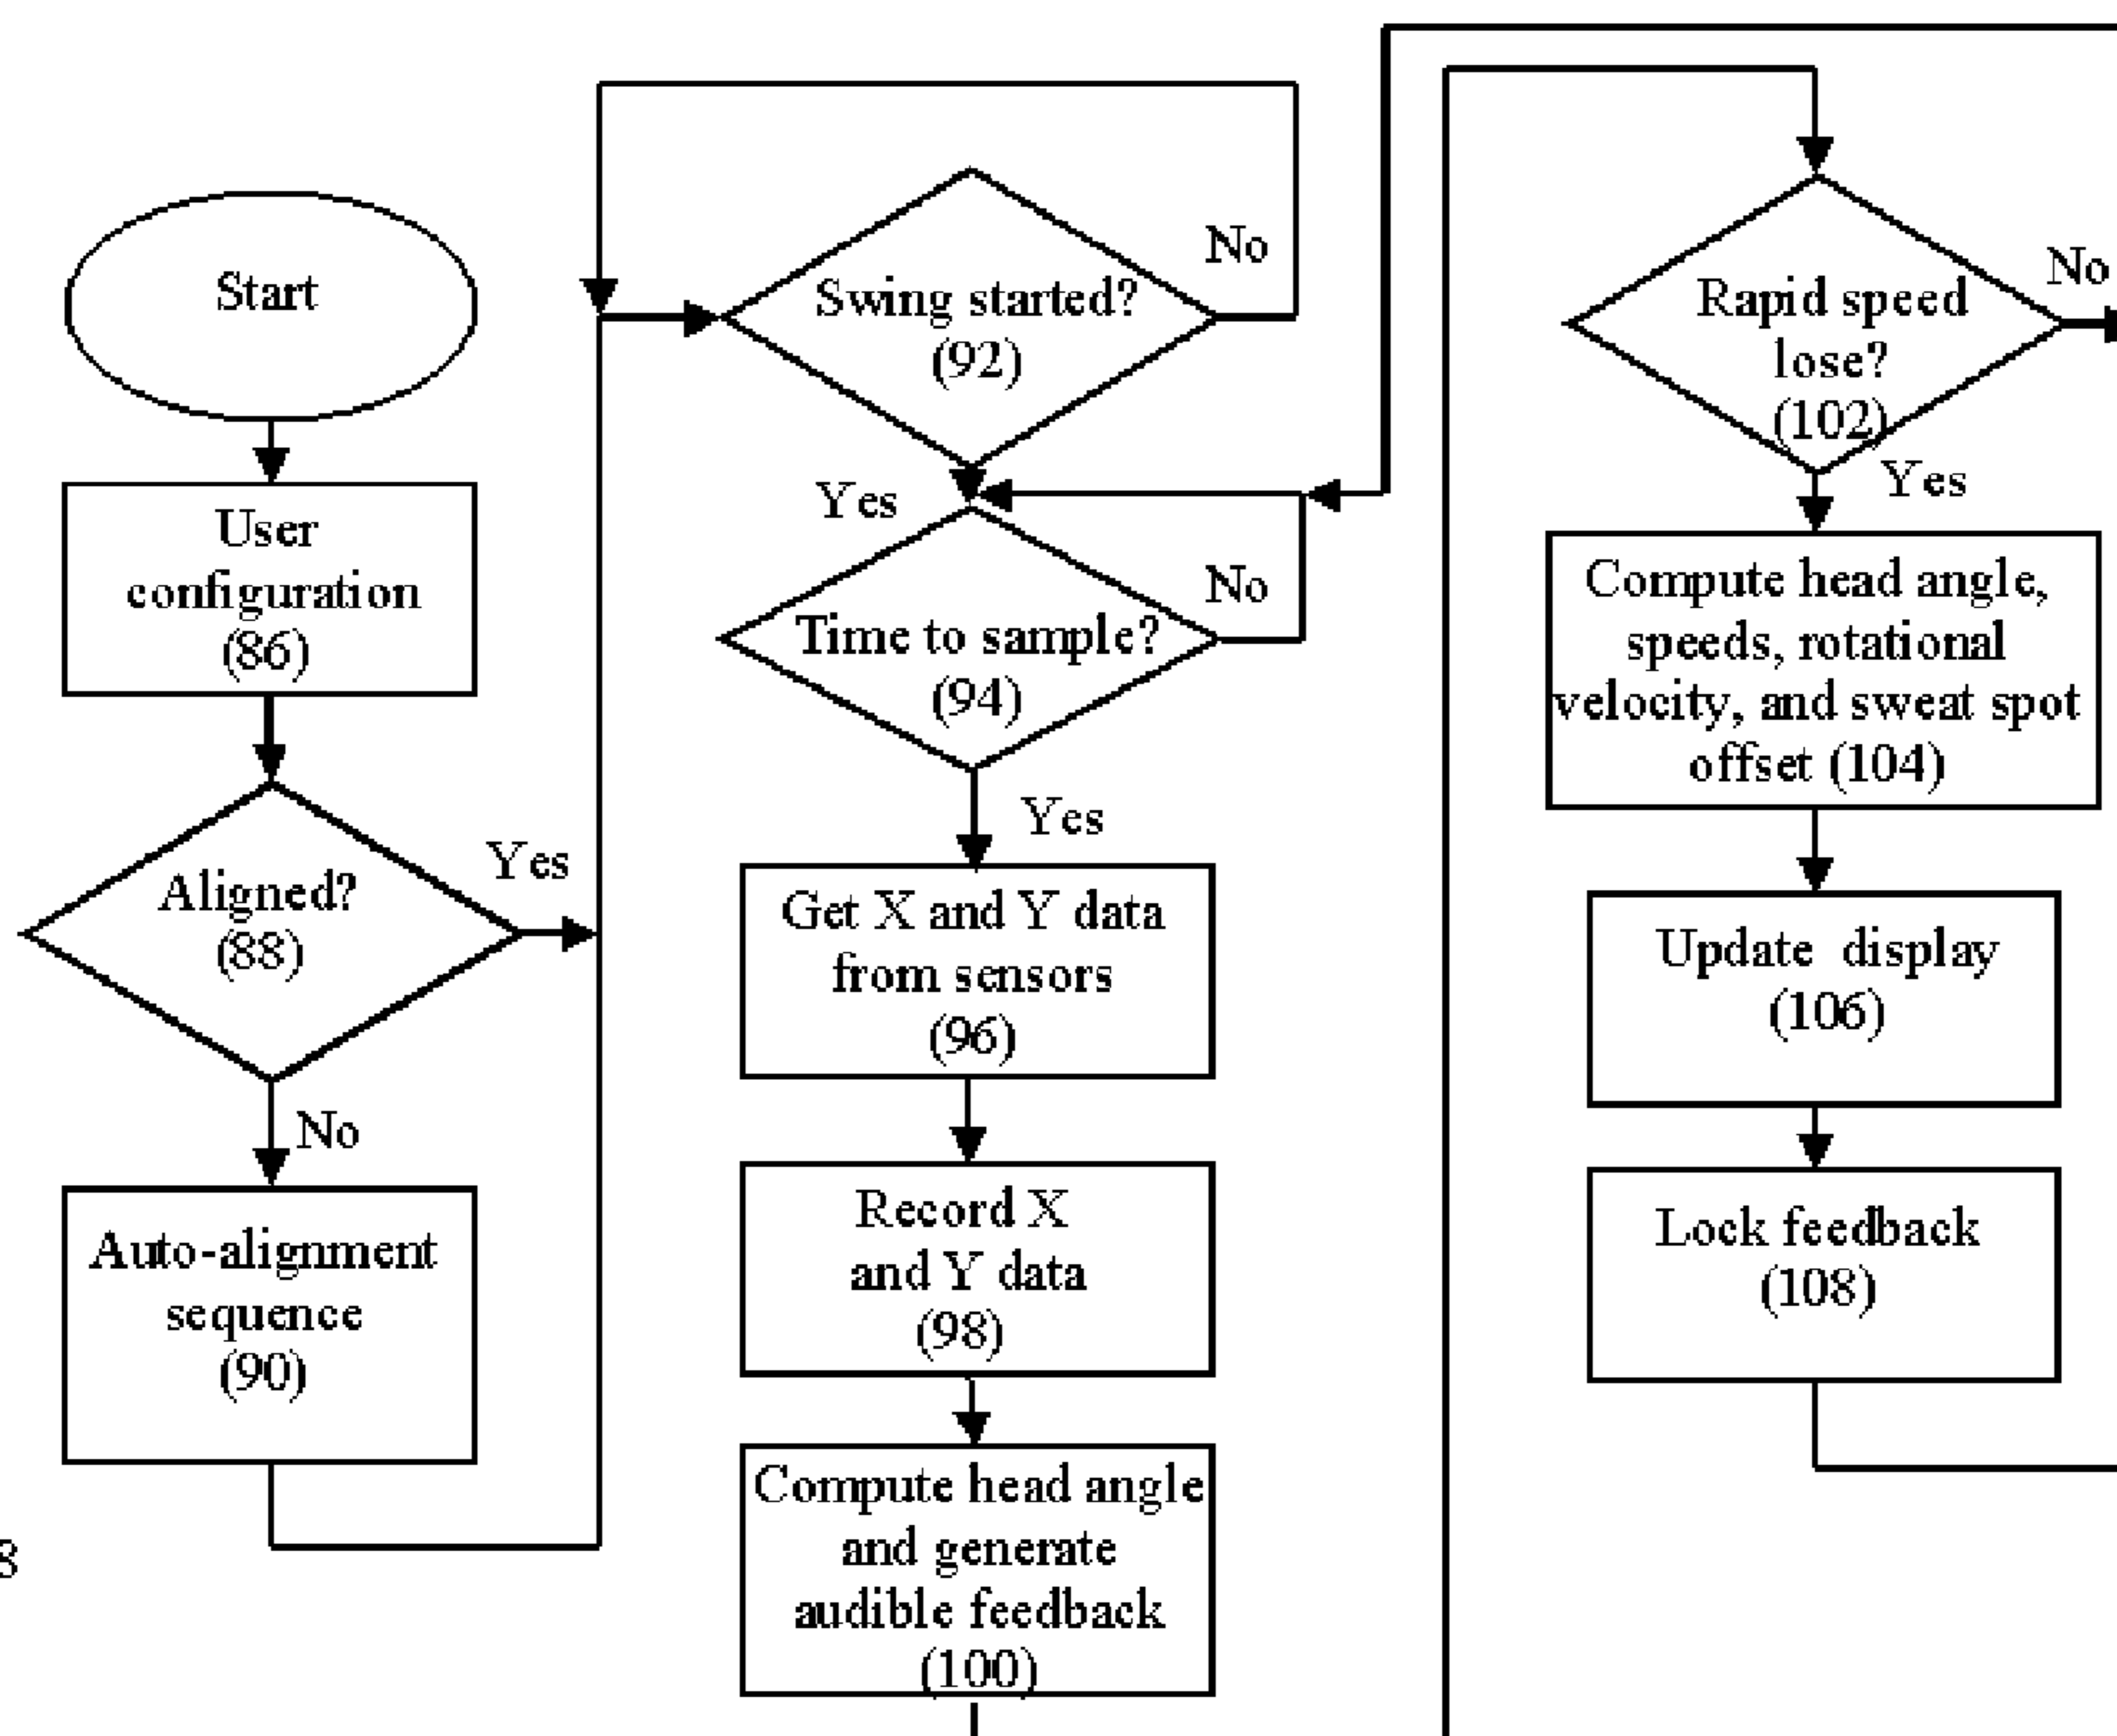 Start
User
configuration
(86)
Aligned?
(88)
Yes
No
Auto-alignment
sequence
(90)
8
Swing started?
(92)
No
Yes
Time to sample?
(94)
No
Yes
Get X and Y data
from sensors
(96)
Record X
and Y data
(98)
Compute head angle
and generate
audible feedback
(100)
Rapid speed
lose?
(102)
No
Yes
Compute head angle,
speeds, rotational
velocity, and sweat spot
offset (104)
Update display
(106)
Lock feedback
(108)